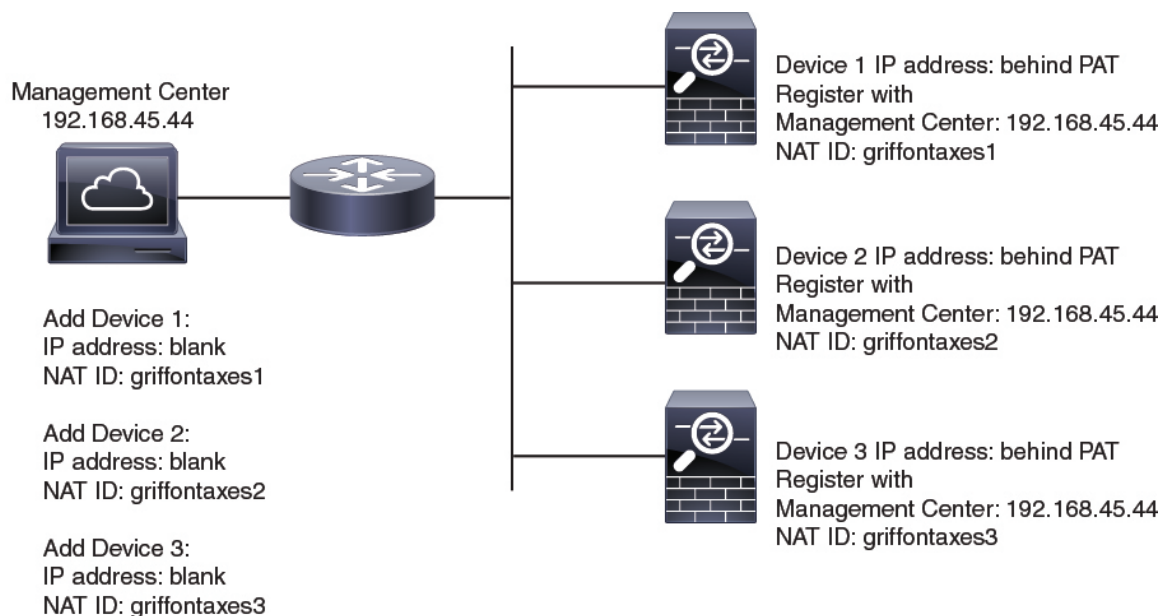 Management Center
192.168.45.44
Add Device 1:
IP address: blank
NAT ID: griffontaxes1
Add Device 2:
IP address: blank
NAT ID: griffontaxes2
Add Device 3:
IP address: blank
NAT ID: griffontaxes3
Device 1 IP address: behind PAT
Register with
Management Center: 192.168.45.44
NAT ID: griffontaxes1
Device 2 IP address: behind PAT
Register with
Management Center: 192.168.45.44
NAT ID: griffontaxes2
Device 3 IP address: behind PAT
Register with
Management Center: 192.168.45.44
NAT ID: griffontaxes3